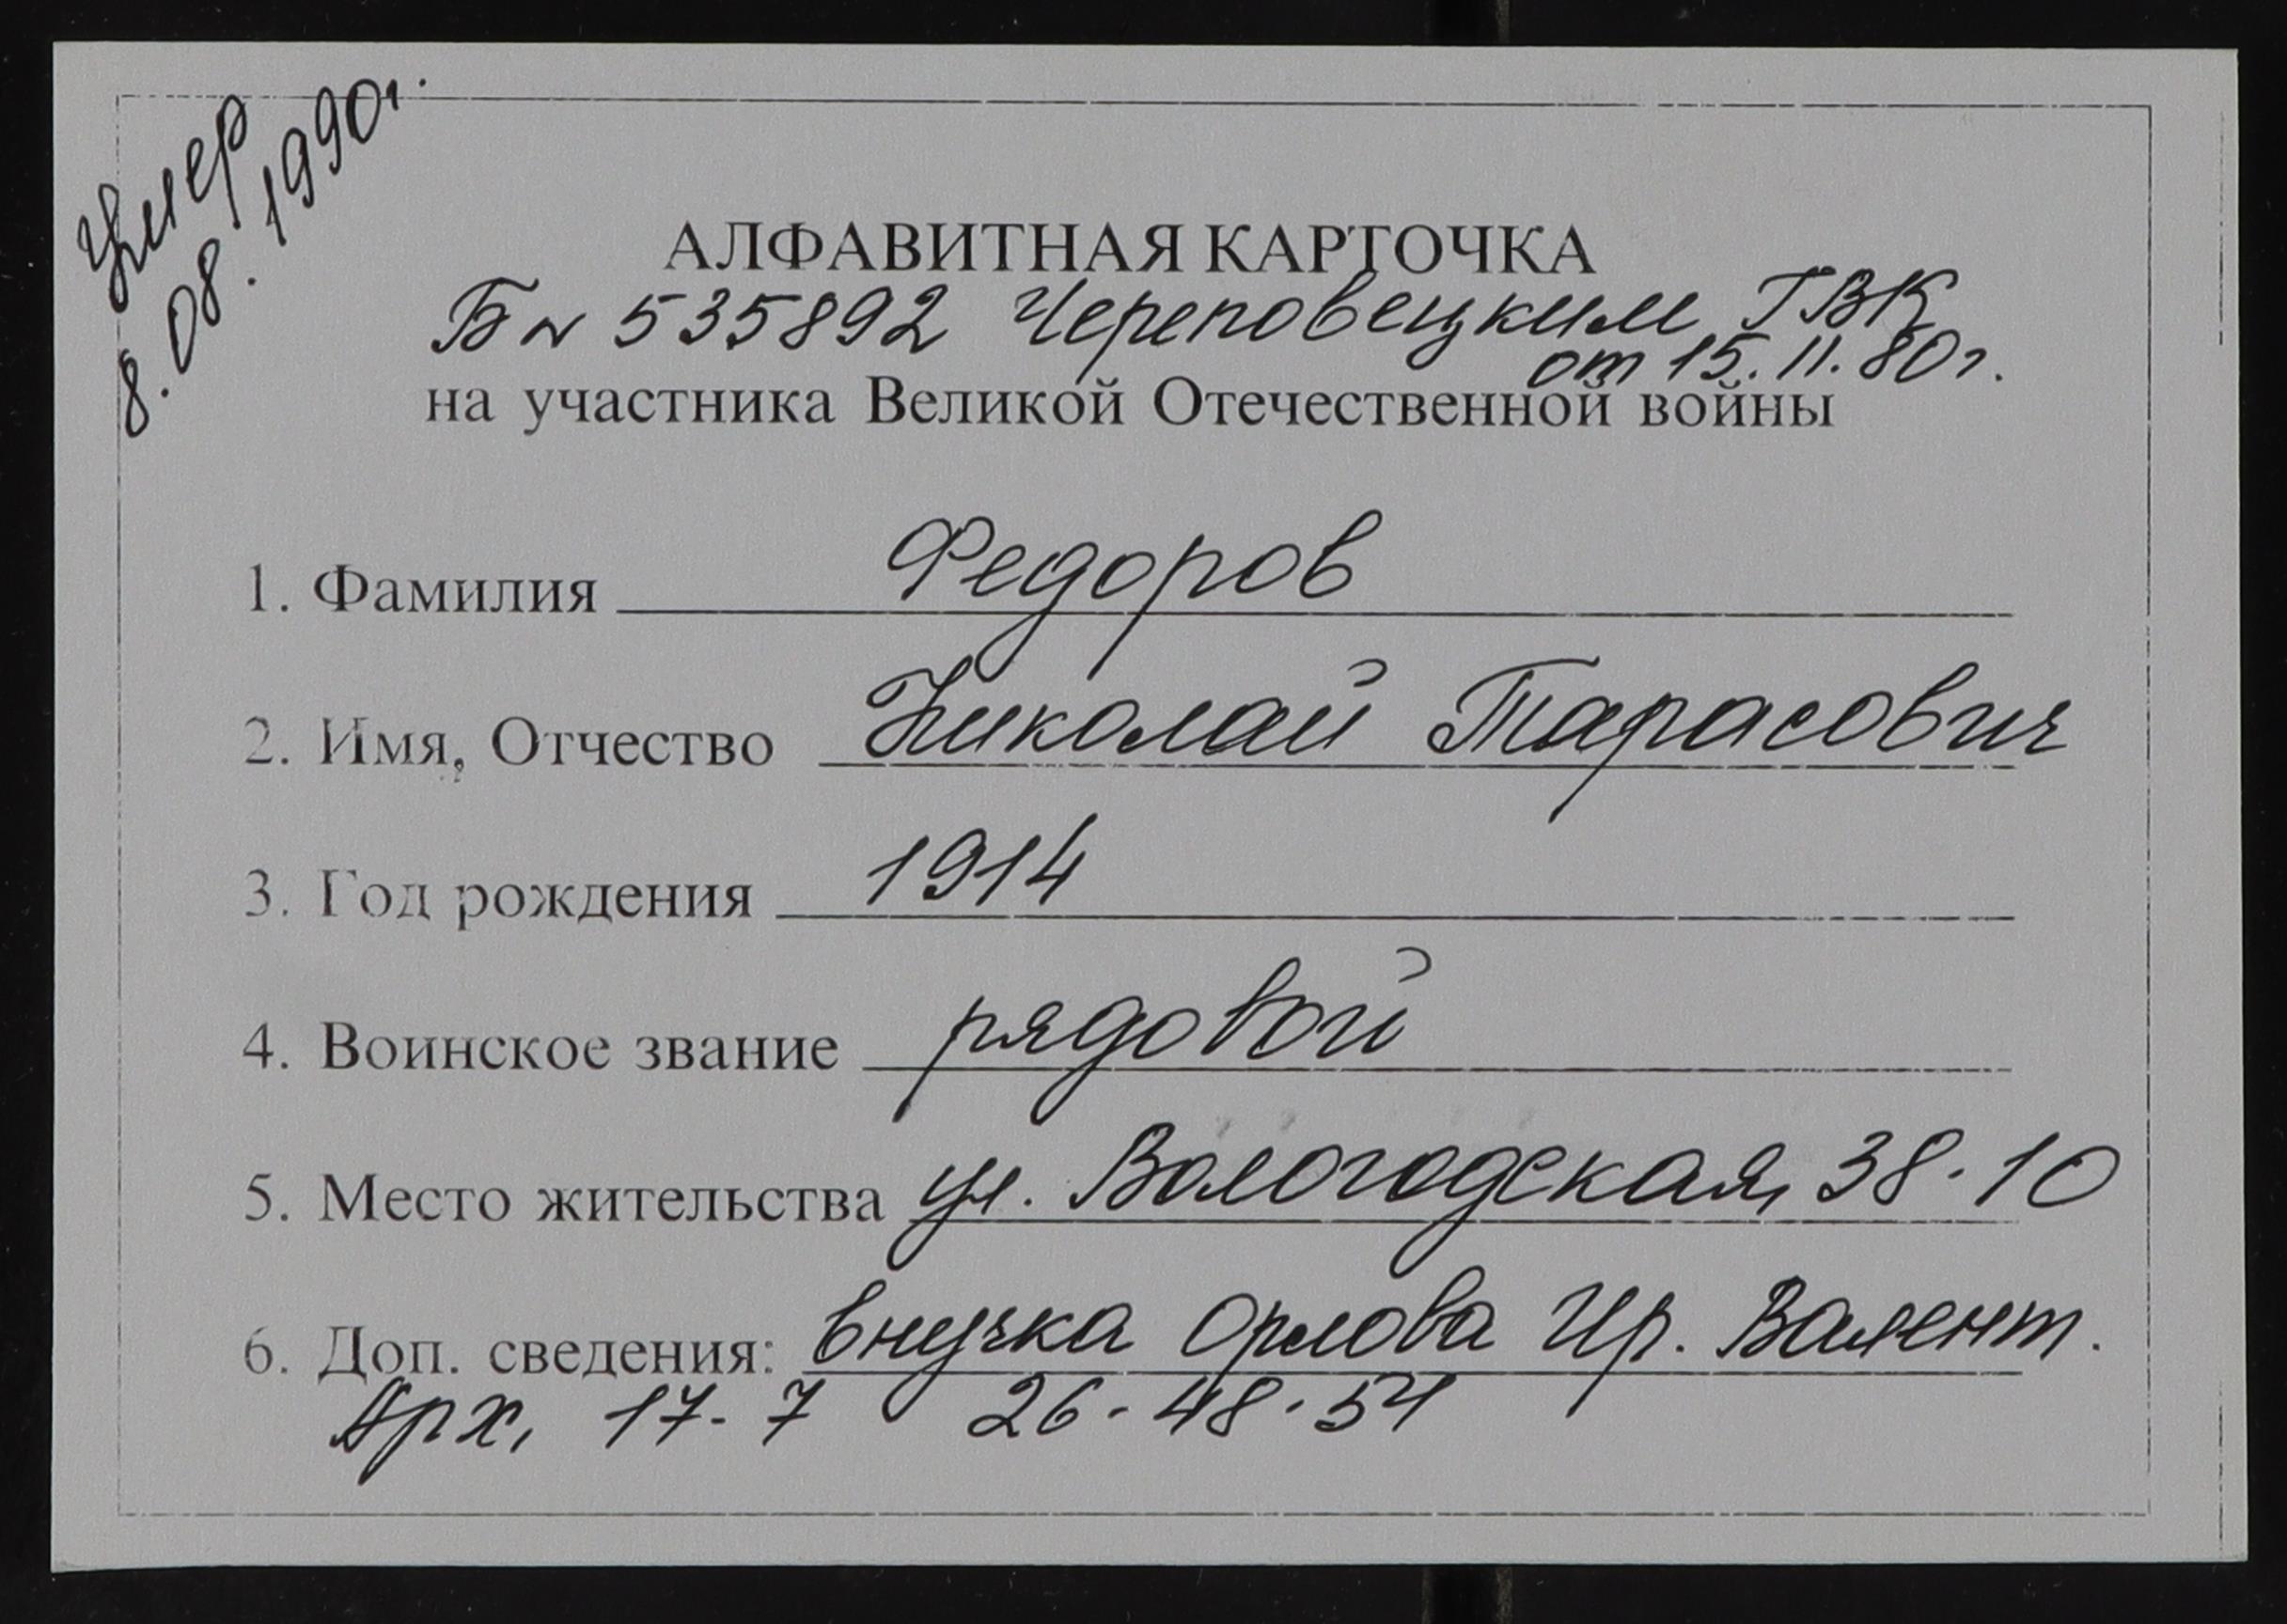 Умер
8.08.1990г.
АЛФАВИТНАЯ КАРТОЧКА
Б № 535892 Череповецким ГВК
от 15.11.80г.
на участника Великой Отечественной войны
1. Фамилия Федоров
2. Имя, Отчество Николай Тарасович
3. Год рождения 1914
4. Воинское звание рядовой
5. Место жительства ул. Вологодская, 38-10
6. Доп. сведения: внучка Орлова Ир. Валент.
Арх. 17-7 26-48-54